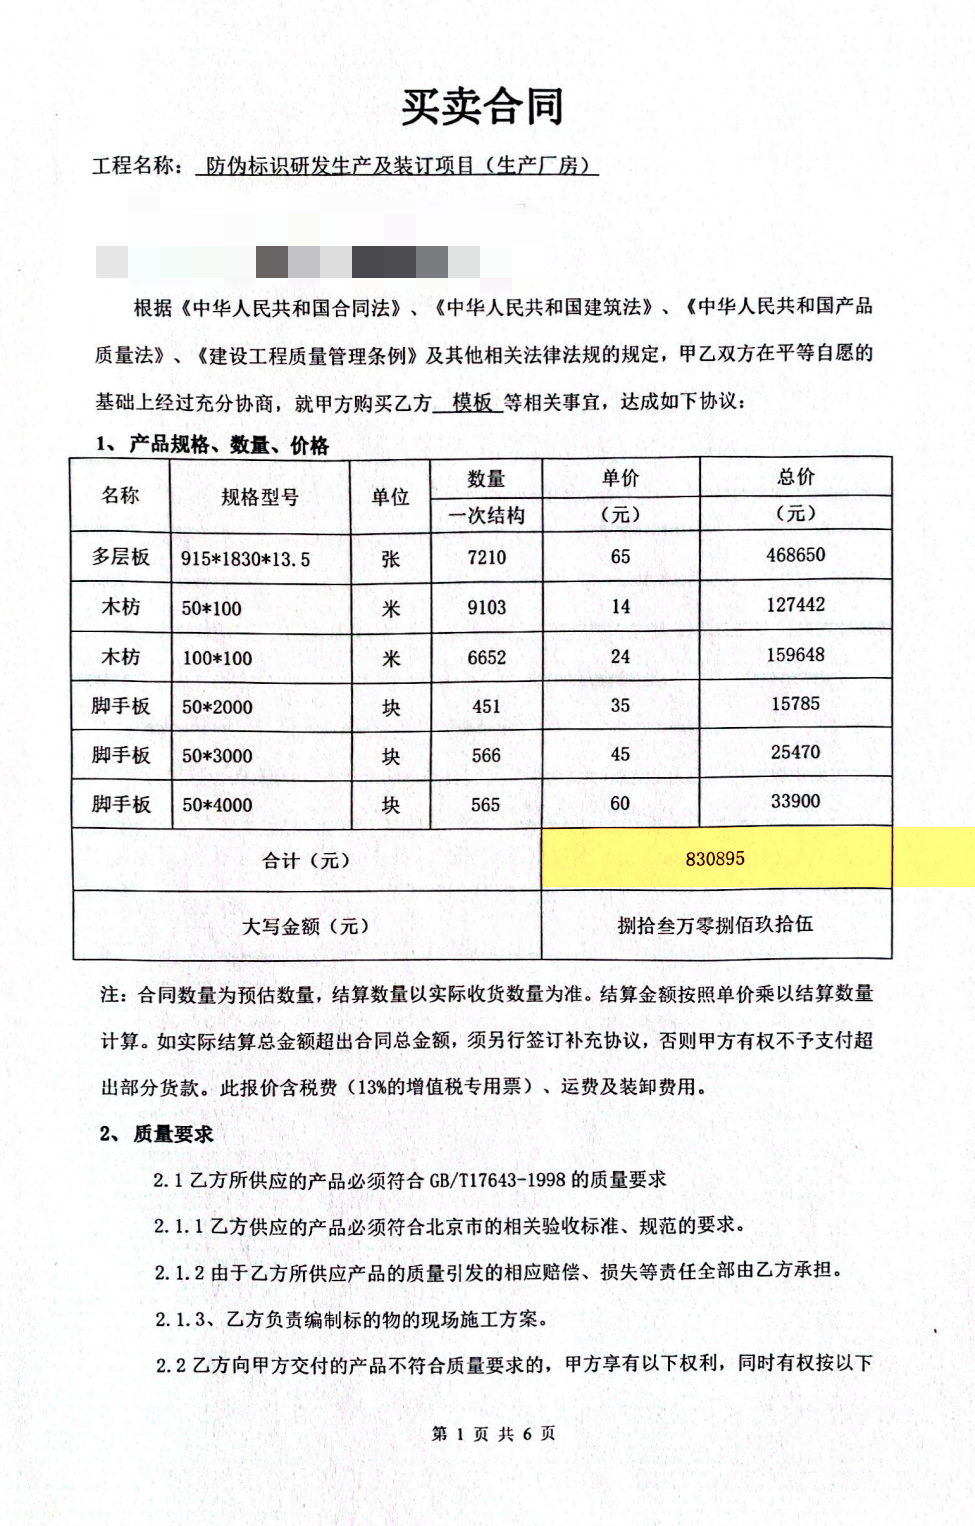 买卖合同
工程名称： 防伪标识研发生产及装订项目（生产厂房）
根据《中华人民共和国合同法》、《中华人民共和国建筑法》、《中华人民共和国产品
质量法》、《建设工程质量管理条例》及其他相关法律法规的规定，甲乙双方在平等自愿的
基础上经过充分协商，就甲方购买乙方 模板 等相关事宜，达成如下协议：
1、产品规格、数量、价格
名称 规格型号 单位 数量 单价 总价
一次结构 （元） （元）
多层板 915*1830*13.5 张 7210 65 468650
木枋 50*100 米 9103 14 127442
木枋 100*100 米 6652 24 159648
脚手板 50*2000 块 451 35 15785
脚手板 50*3000 块 566 45 25470
脚手板 50*4000 块 565 60 33900
合计（元） 830895
大写金额（元） 捌拾叁万零捌佰玖拾伍
注：合同数量为预估数量，结算数量以实际收货数量为准。结算金额按照单价乘以结算数量
计算。如实际结算总金额超出合同总金额，须另行签订补充协议，否则甲方有权不予支付超
出部分货款。此报价含税费（13%的增值税专用票）、运费及装卸费用。
2、质量要求
2.1乙方所供应的产品必须符合GB/T17643-1998的质量要求
2.1.1乙方供应的产品必须符合北京市的相关验收标准、规范的要求。
2.1.2由于乙方所供应产品的质量引发的相应赔偿、损失等责任全部由乙方承担。
2.1.3、乙方负责编制标的物的现场施工方案。
2.2乙方向甲方交付的产品不符合质量要求的，甲方享有以下权利，同时有权按以下
第 1 页 共 6 页